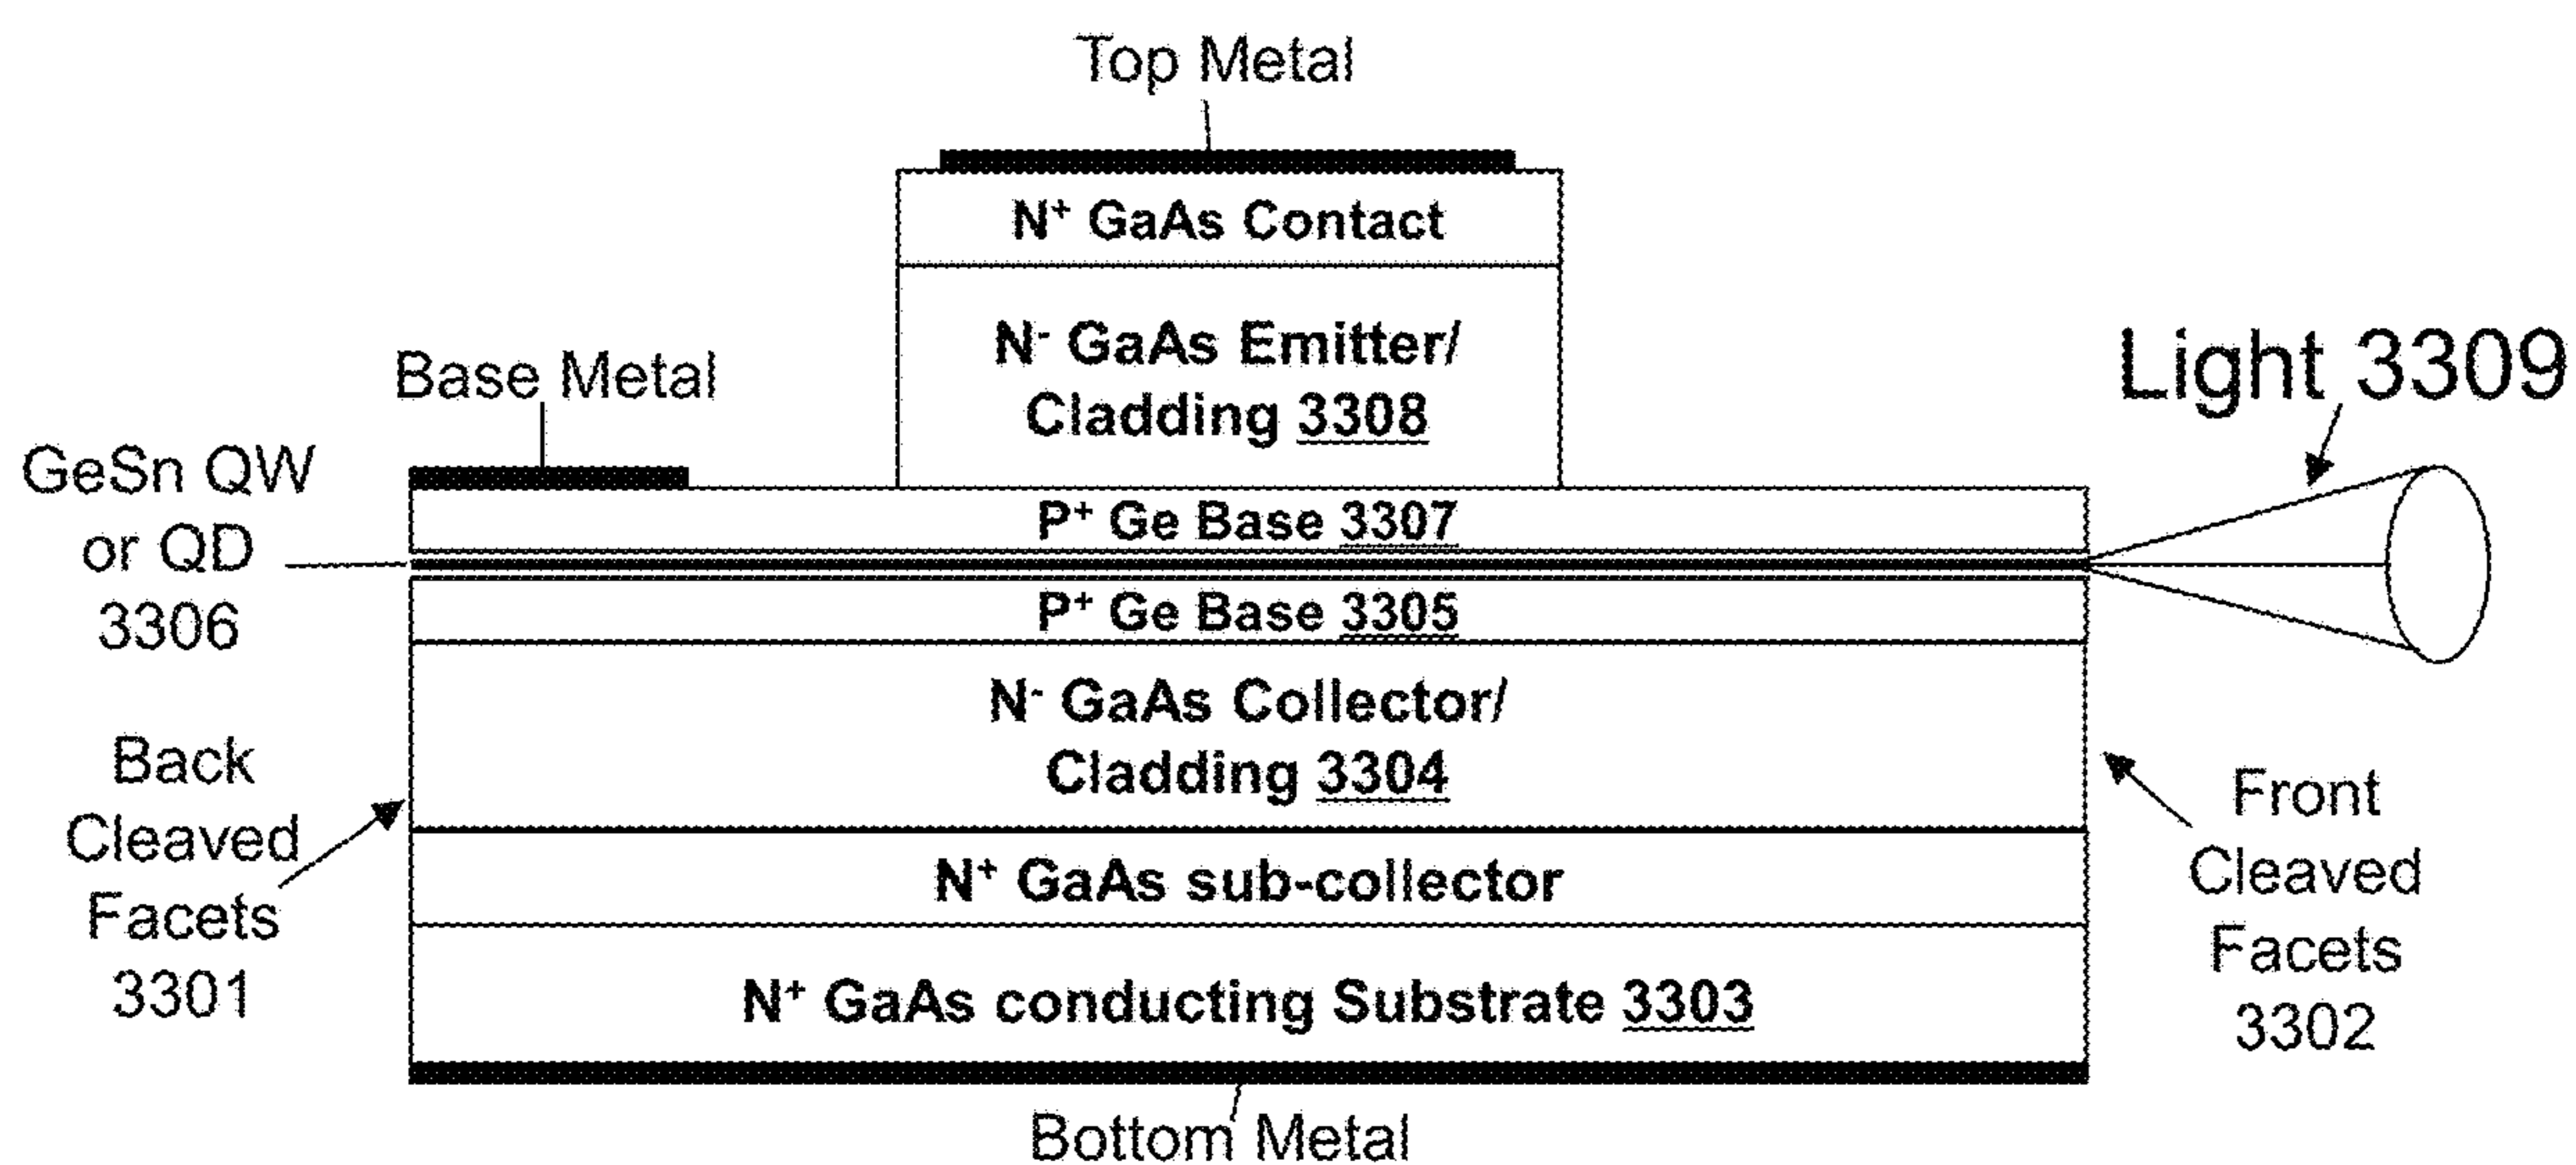 Top Metal
N⁺ GaAs Contact
N⁻ GaAs Emitter/
Cladding 3308
Base Metal
Light 3309
GeSn QW
or QD
3306
P⁺ Ge Base 3307
P⁺ Ge Base 3305
N⁻ GaAs Collector/
Cladding 3304
Back
Cleaved
Facets
3301
Front
Cleaved
Facets
3302
N⁺ GaAs sub-collector
N⁺ GaAs conducting Substrate 3303
Bottom Metal